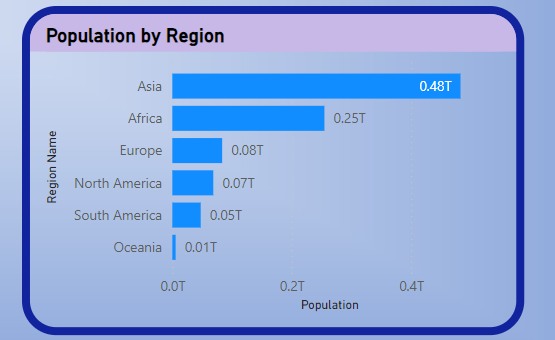 Population by Region
Region Name
Asia 0.48T
Africa 0.25T
Europe 0.08T
North America 0.07T
South America 0.05T
Oceania 0.01T
0.0T 0.2T 0.4T
Population